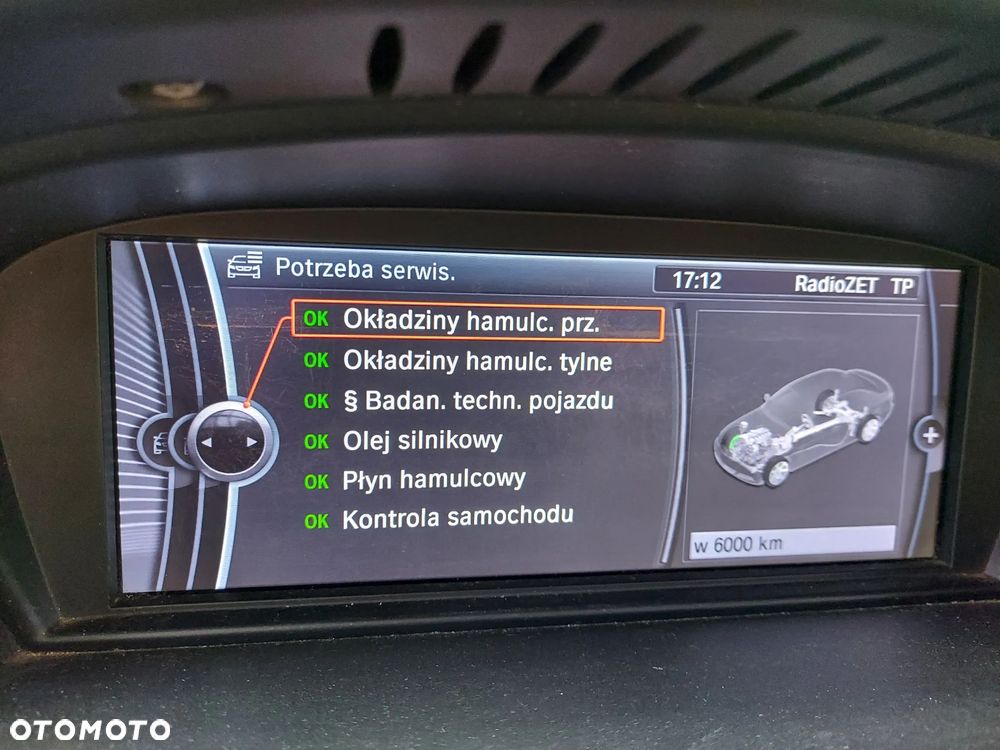 Potrzeba serwis.
17:12 RadioZET TP
OK Okładziny hamulc. prz.
OK Okładziny hamulc. tylne
OK § Badan. techn. pojazdu
OK Olej silnikowy
OK Płyn hamulcowy
OK Kontrola samochodu
w 6000 km
OTOMOTO